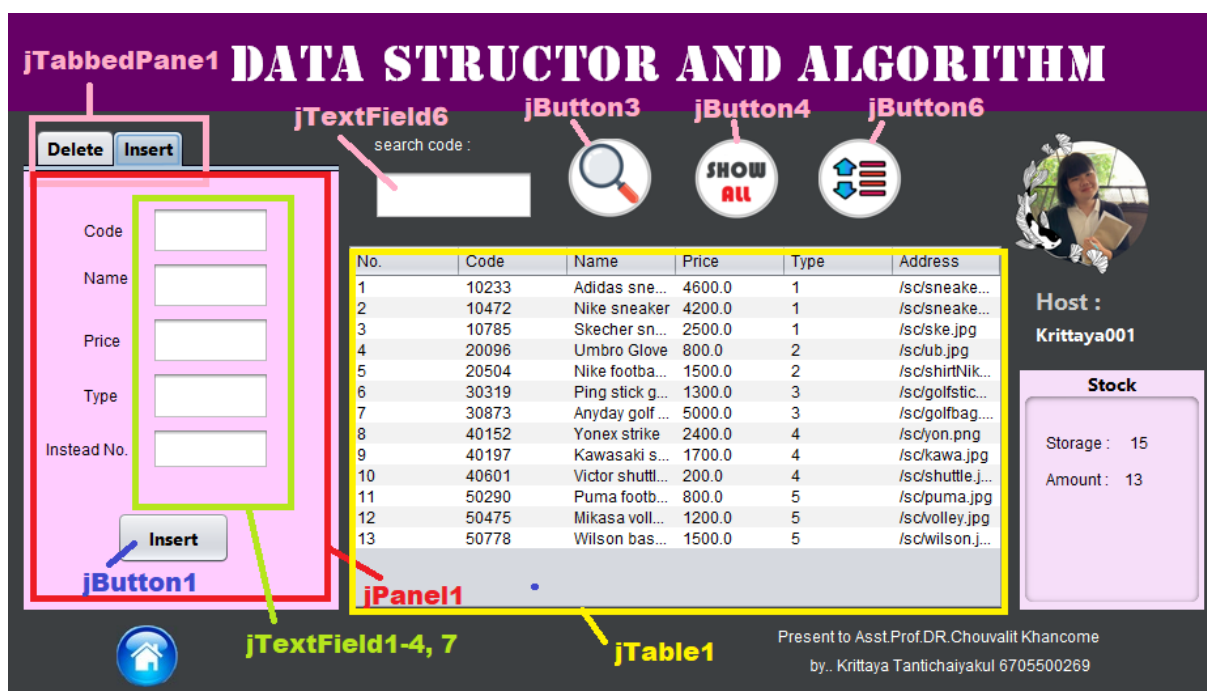 jTabbedPane1 DATA STRUCTOR AND ALGORITHM
jTextField6 jButton3 jButton4 jButton6
search code :
Delete Insert
SHOW
ALL
Code
Name
Price
Type
Instead No.
Insert
jButton1
jPanel1
jTextField1-4, 7
jTable1
No. Code Name Price Type Address
1 10233 Adidas sne... 4600.0 1 /sc/sneake...
2 10472 Nike sneaker 4200.0 1 /sc/sneake...
3 10785 Skecher sn... 2500.0 1 /sc/ske.jpg
4 20096 Umbro Glove 800.0 2 /sc/ub.jpg
5 20504 Nike footba... 1500.0 2 /sc/shirtNik...
6 30319 Ping stick g... 1300.0 3 /sc/golfstic...
7 30873 Anyday golf ... 5000.0 3 /sc/golfbag....
8 40152 Yonex strike 2400.0 4 /sc/yon.png
9 40197 Kawasaki s... 1700.0 4 /sc/kawa.jpg
10 40601 Victor shuttl... 200.0 4 /sc/shuttle.j...
11 50290 Puma footb... 800.0 5 /sc/puma.jpg
12 50475 Mikasa voll... 1200.0 5 /sc/volley.jpg
13 50778 Wilson bas... 1500.0 5 /sc/wilson.j...
Host :
Krittaya001
Stock
Storage : 15
Amount : 13
Present to Asst.Prof.DR.Chouvalit Khancome
by.. Krittaya Tantichaiyakul 6705500269